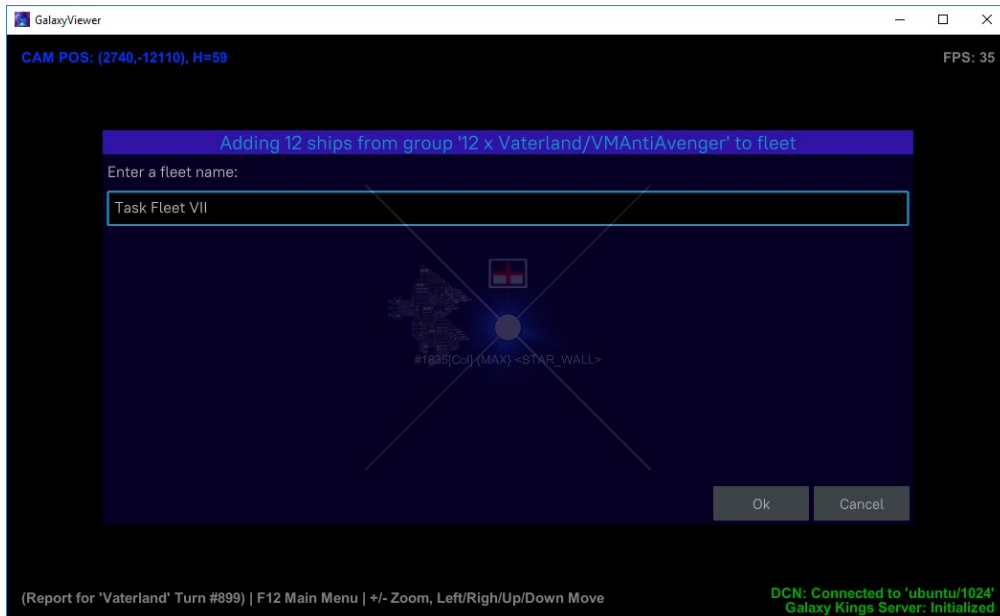 GalaxyViewer
CAM POS: (2740,-12110), H=59
FPS: 35
Adding 12 ships from group '12 x Vaterland/VMAntiAvenger' to fleet
Enter a fleet name:
Task Fleet VII
#1835[Col] {MAX} <STAR_WALL>
Ok
Cancel
(Report for 'Vaterland' Turn #899) | F12 Main Menu | +/- Zoom, Left/Righ/Up/Down Move
DCN: Connected to 'ubuntu/1024'
Galaxy Kings Server: Initialized